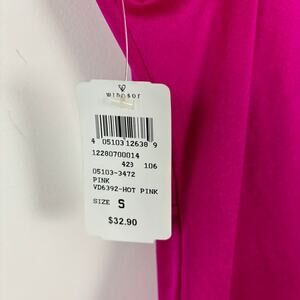 windsor
4 05103 12638 9
12280700014
423 106
05103-3472
PINK
VD6392-HOT PINK
SIZE S
$32.90